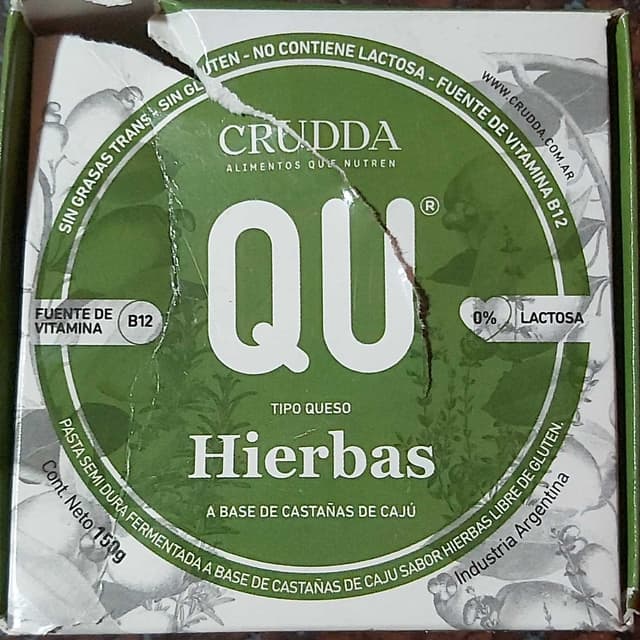 SIN GRASAS TRANS - SIN GLUTEN - NO CONTIENE LACTOSA - FUENTE DE VITAMINA B12
WWW.CRUDDA.COM.AR
CRUDDA
ALIMENTOS QUE NUTREN
QU®
FUENTE DE
VITAMINA
B12
0%
LACTOSA
TIPO QUESO
Hierbas
A BASE DE CASTAÑAS DE CAJÚ
PASTA SEMI DURA FERMENTADA A BASE DE CASTAÑAS DE CAJU SABOR HIERBAS LIBRE DE GLUTEN.
Cont. Neto 150g
Industria Argentina